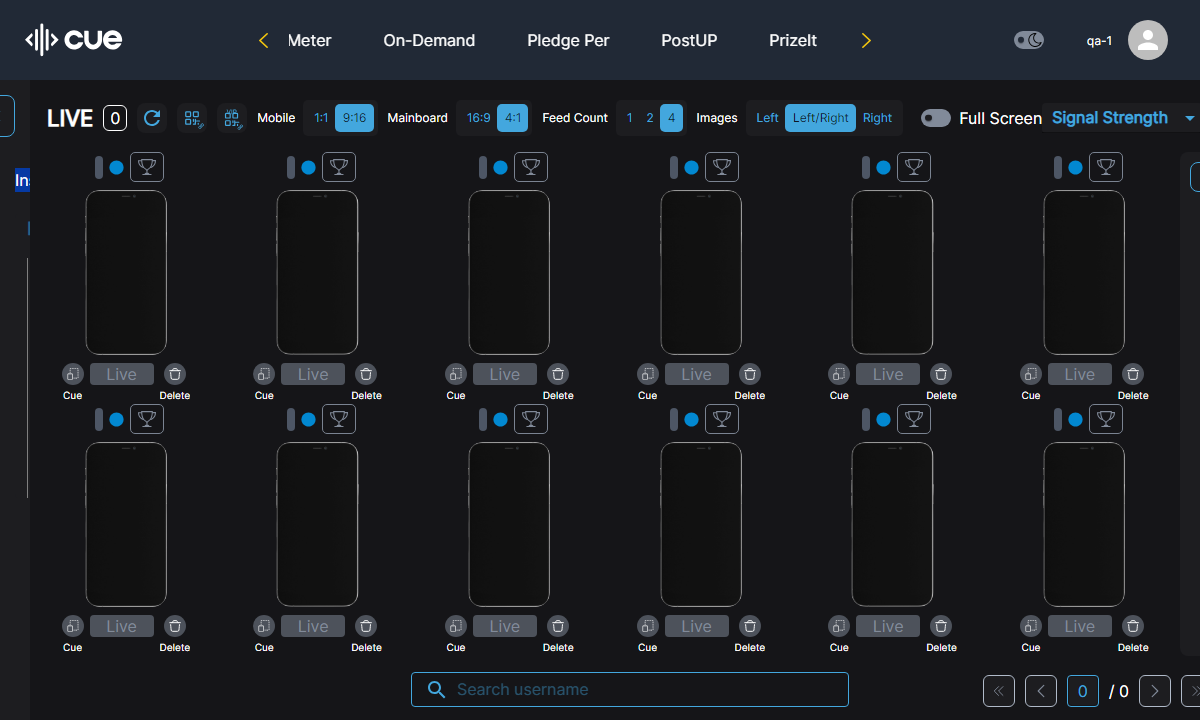 cue
Meter On-Demand Pledge Per PostUP PrizeIt
qa-1
LIVE 0 Mobile 1:1 9:16 Mainboard 16:9 4:1 Feed Count 1 2 4 Images Left Left/Right Right Full Screen Signal Strength
Live Live Live Live Live Live
Cue Delete Cue Delete Cue Delete Cue Delete Cue Delete Cue Delete
Live Live Live Live Live Live
Cue Delete Cue Delete Cue Delete Cue Delete Cue Delete Cue Delete
Search username
0 / 0